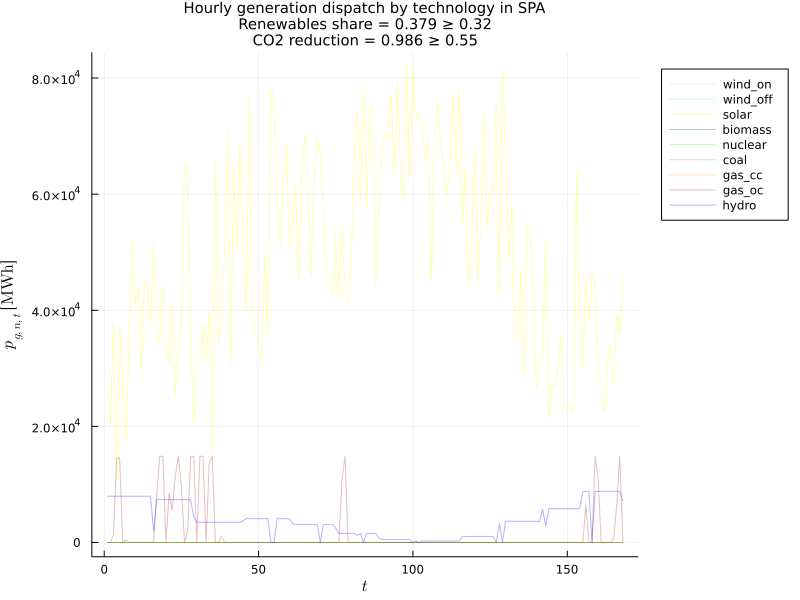 Hourly generation dispatch by technology in SPA
Renewables share = 0.379 ≥ 0.32
CO2 reduction = 0.986 ≥ 0.55
8.0×10⁴
6.0×10⁴
4.0×10⁴
2.0×10⁴
0
p_{g,n,t} [MWh]
0 50 100 150
t
wind_on
wind_off
solar
biomass
nuclear
coal
gas_cc
gas_oc
hydro